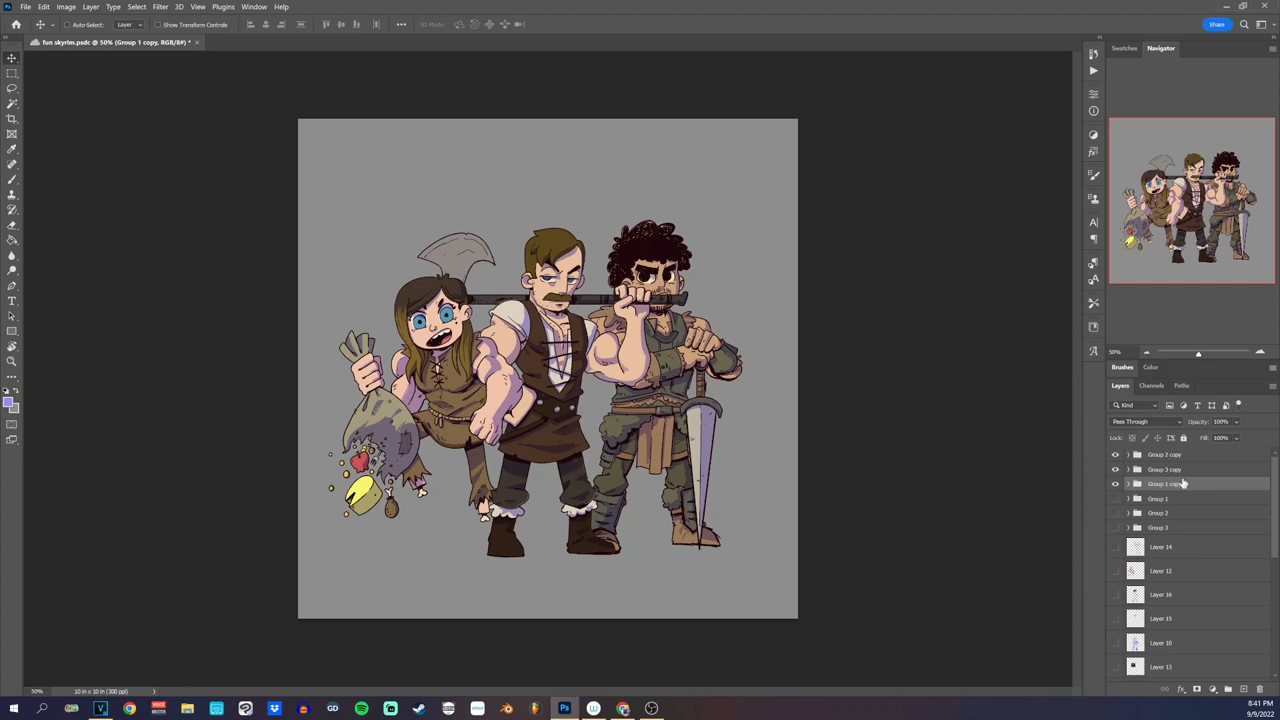 File Edit Image Layer Type Select Filter 3D View Plugins Window Help
Auto-Select: Layer Show Transform Controls 3D Mode: Share
fun skyrim.psdc @ 50% (Group 1 copy, RGB/8#) *
Swatches Navigator
50%
Brushes Color
Layers Channels Paths
Kind
Pass Through Opacity: 100%
Lock: Fill: 100%
Group 2 copy
Group 3 copy
Group 1 copy
Group 1
Group 2
Group 3
Layer 14
Layer 12
Layer 16
Layer 15
Layer 10
Layer 13
50% 10 in x 10 in (300 ppi)
8:41 PM
9/9/2022